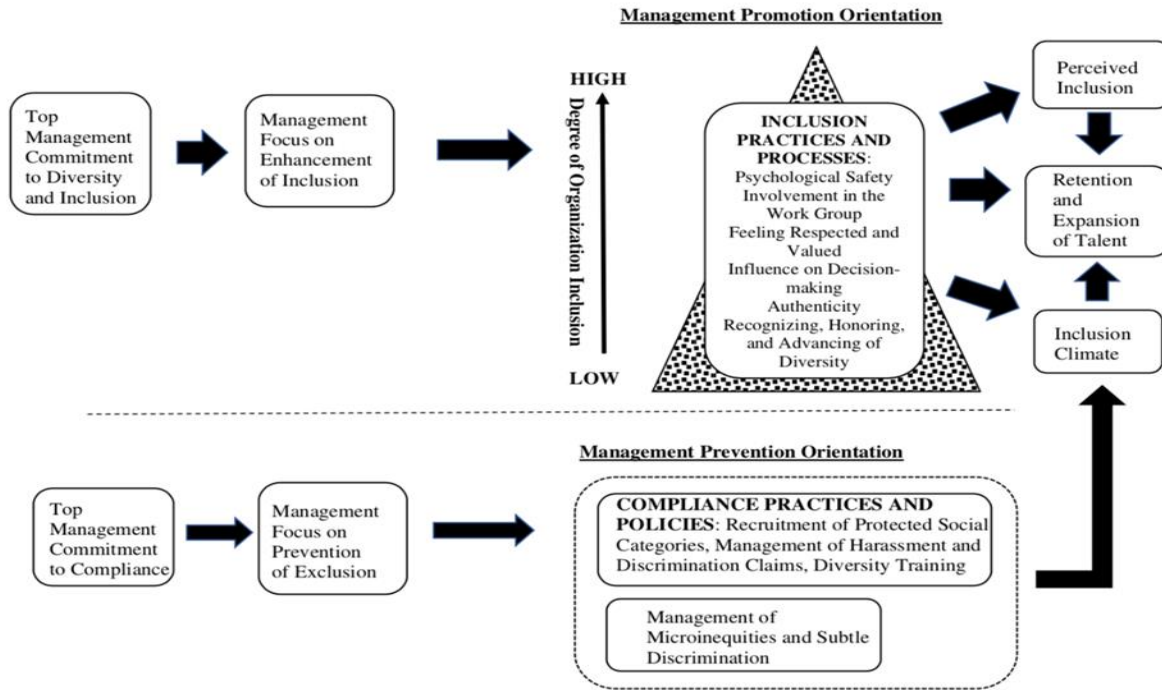 Management Promotion Orientation
Top
Management
Commitment
to Diversity
and Inclusion
Management
Focus on
Enhancement
of Inclusion
HIGH
Degree of Organization Inclusion
LOW
INCLUSION
PRACTICES AND
PROCESSES:
Psychological Safety
Involvement in the
Work Group
Feeling Respected and
Valued
Influence on Decision-
making
Authenticity
Recognizing, Honoring,
and Advancing of
Diversity
Perceived
Inclusion
Retention
and
Expansion
of Talent
Inclusion
Climate
Management Prevention Orientation
Top
Management
Commitment
to Compliance
Management
Focus on
Prevention
of Exclusion
COMPLIANCE PRACTICES AND
POLICIES: Recruitment of Protected Social
Categories, Management of Harassment and
Discrimination Claims, Diversity Training
Management of
Microinequities and Subtle
Discrimination